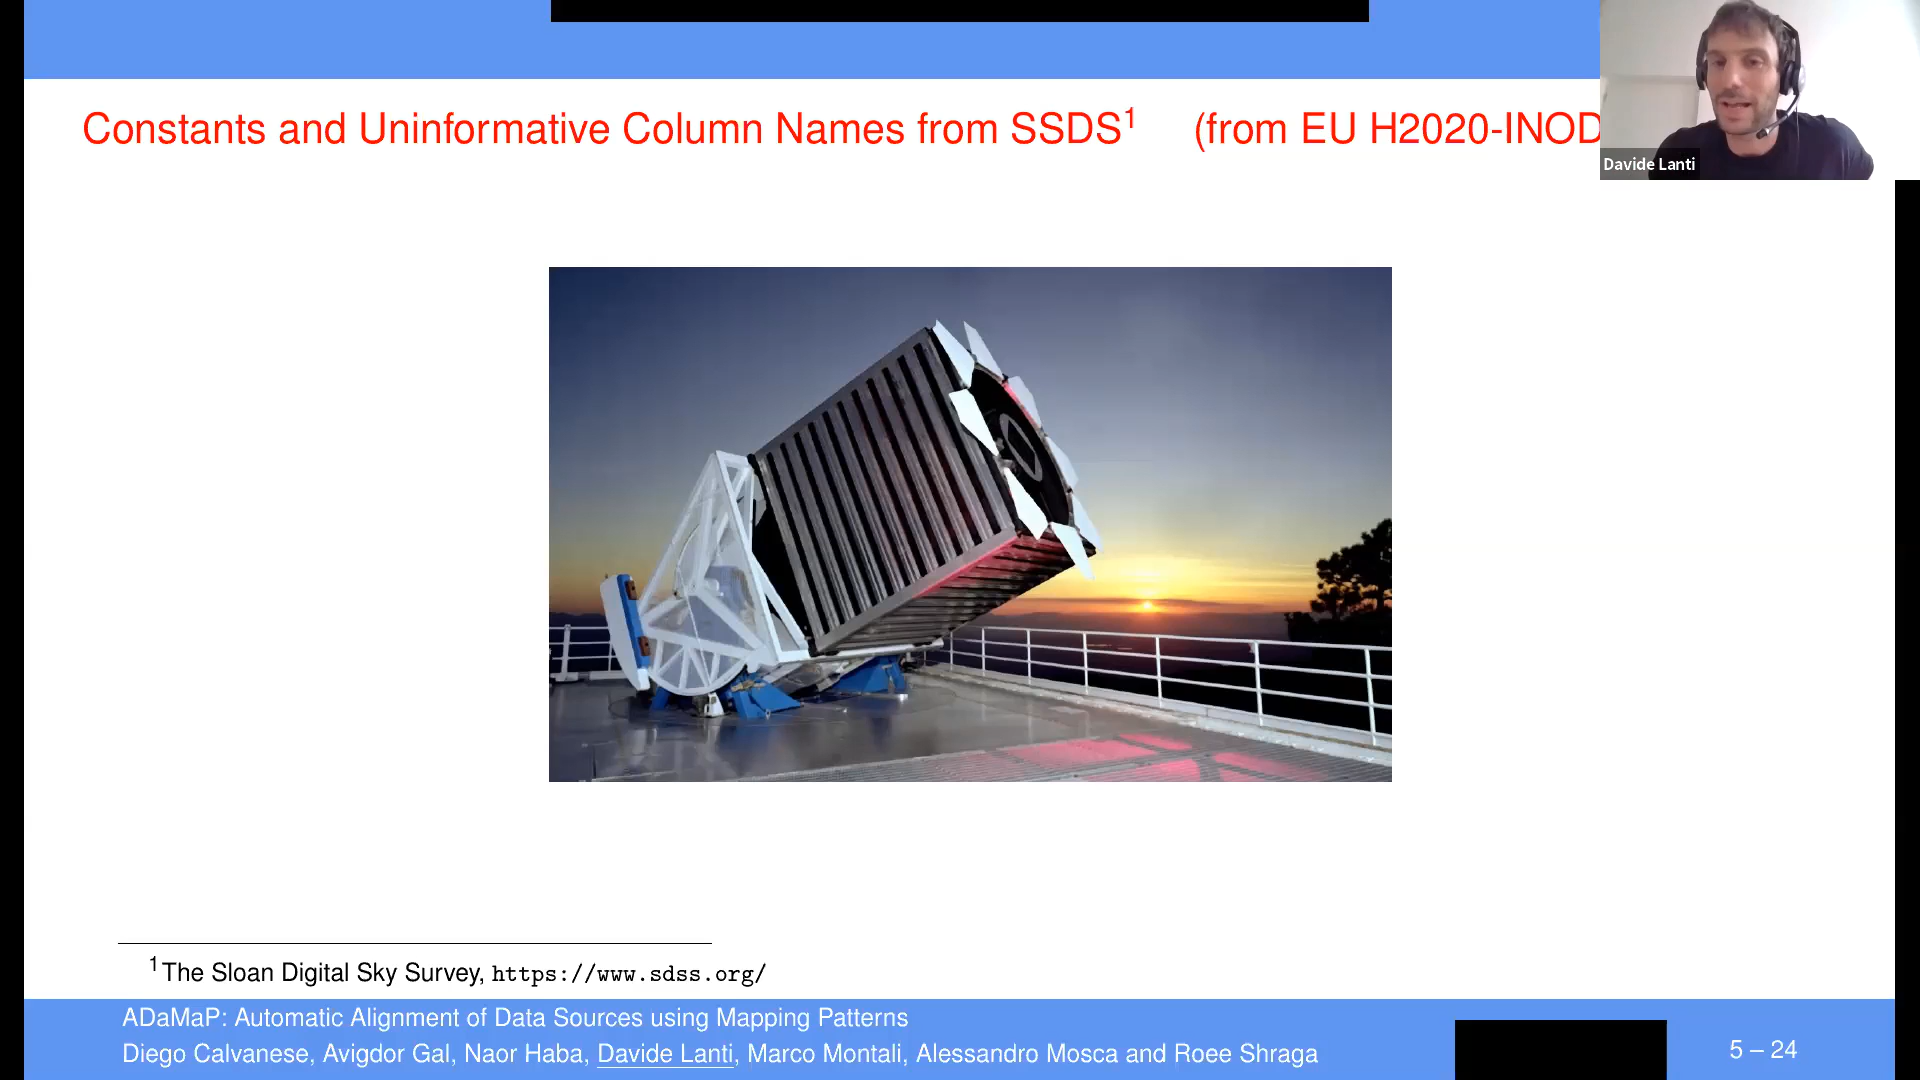 Constants and Uninformative Column Names from SSDS¹ (from EU H2020-INOD
Davide Lanti
¹The Sloan Digital Sky Survey, https://www.sdss.org/
ADaMaP: Automatic Alignment of Data Sources using Mapping Patterns
Diego Calvanese, Avigdor Gal, Naor Haba, Davide Lanti, Marco Montali, Alessandro Mosca and Roee Shraga
5 – 24